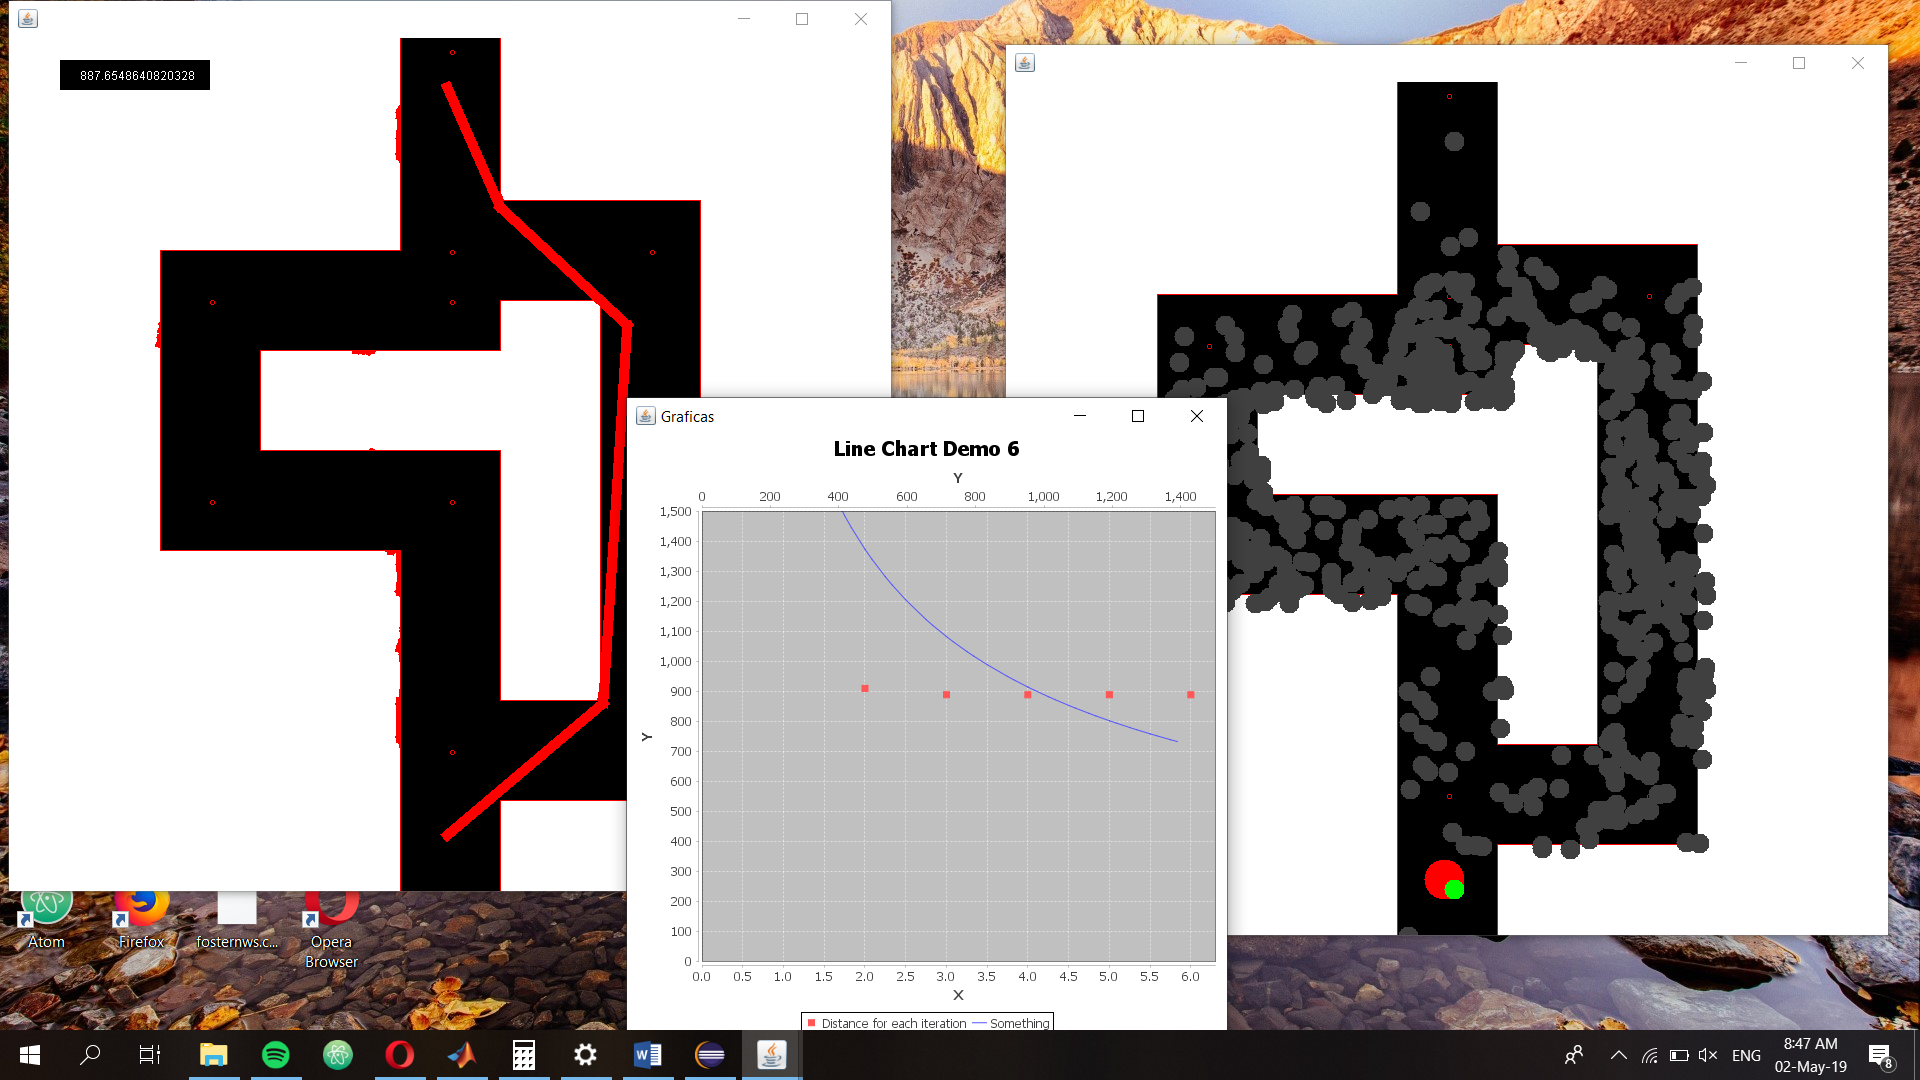 887.6548640820328
Graficas
Line Chart Demo 6
Y
0 200 400 600 800 1,000 1,200 1,400
1,500
1,400
1,300
1,200
1,100
1,000
900
800
700
600
500
400
300
200
100
0
Y
0.0 0.5 1.0 1.5 2.0 2.5 3.0 3.5 4.0 4.5 5.0 5.5 6.0
X
Distance for each iteration Something
Atom
Firefox
fosternws.c...
Opera
Browser
ENG
8:47 AM
02-May-19
8